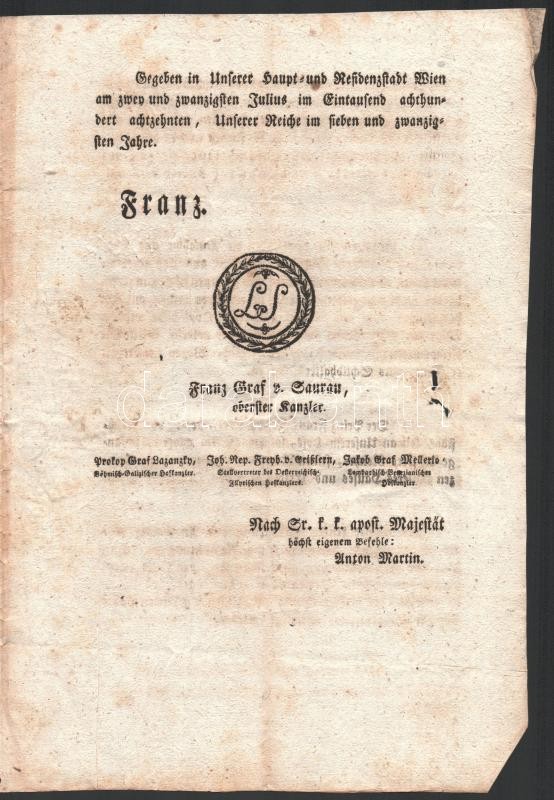 Gegeben in Unserer Haupt- und Residenzstadt Wien
am zwey und zwanzigsten Julius, im Eintausend achthun-
dert achtzehnten, Unserer Reiche im sieben und zwanzig-
sten Jahre.
Franz.
LS
Franz Graf v. Saurau,
oberster Kanzler.
Prokop Graf Lazanzky,
Böhmisch-Galizischer Hofkanzler.
Joh. Nep. Freyh. v. Geißlern,
Stellvertreter des Oesterreichisch-
Illyrischen Hofkanzlers.
Jakob Graf Mellerio
Lombardisch-Venezianischer
Hofkanzler.
Nach Sr. k. k. apost. Majestät
höchst eigenem Befehle:
Anton Martin.